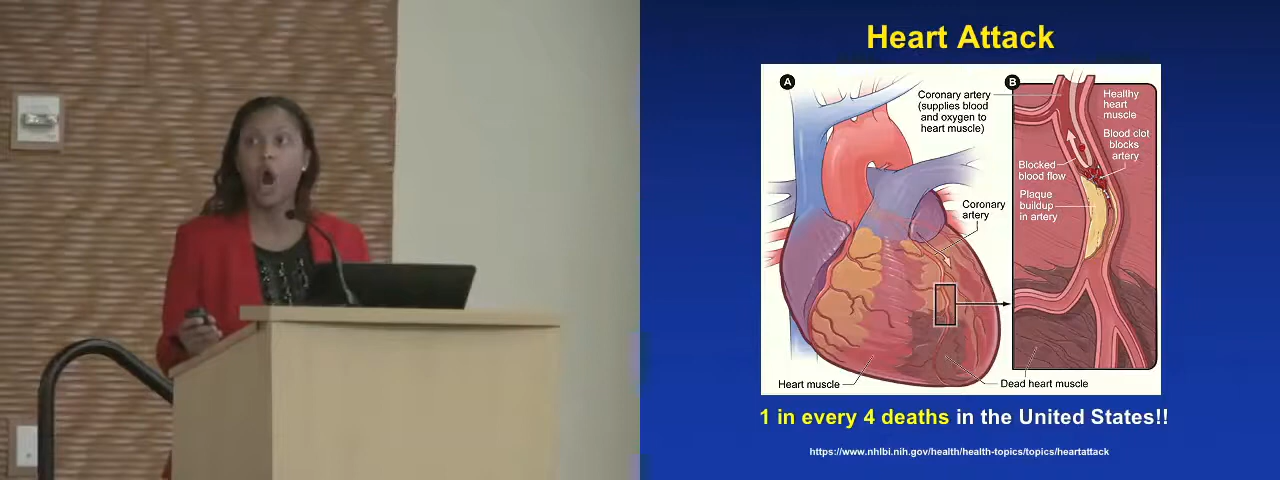 Heart Attack
A
Coronary artery
(supplies blood
and oxygen to
heart muscle)
Coronary
artery
Heart muscle
Dead heart muscle
B
Healthy
heart
muscle
Blood clot
blocks
artery
Blocked
blood flow
Plaque
buildup
in artery
1 in every 4 deaths in the United States!!
https://www.nhlbi.nih.gov/health/health-topics/topics/heartattack